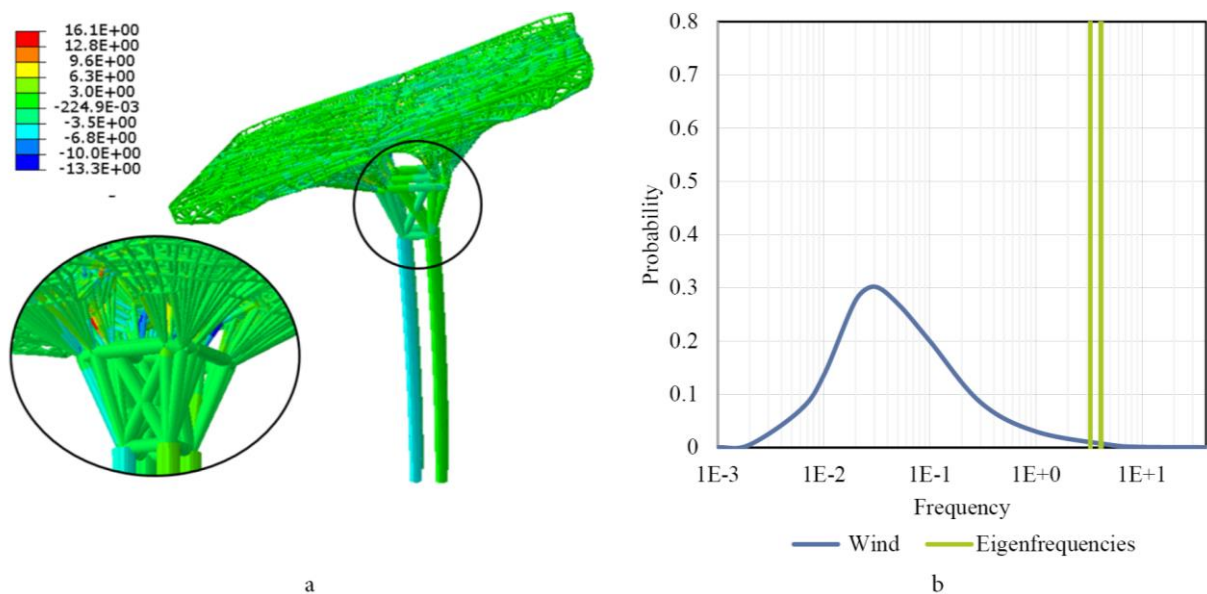 16.1E+00
12.8E+00
9.6E+00
6.3E+00
3.0E+00
-224.9E-03
-3.5E+00
-6.8E+00
-10.0E+00
-13.3E+00
-
a
0.8
0.7
0.6
0.5
0.4
0.3
0.2
0.1
0
Probability
1E-3 1E-2 1E-1 1E+0 1E+1
Frequency
Wind Eigenfrequencies
b